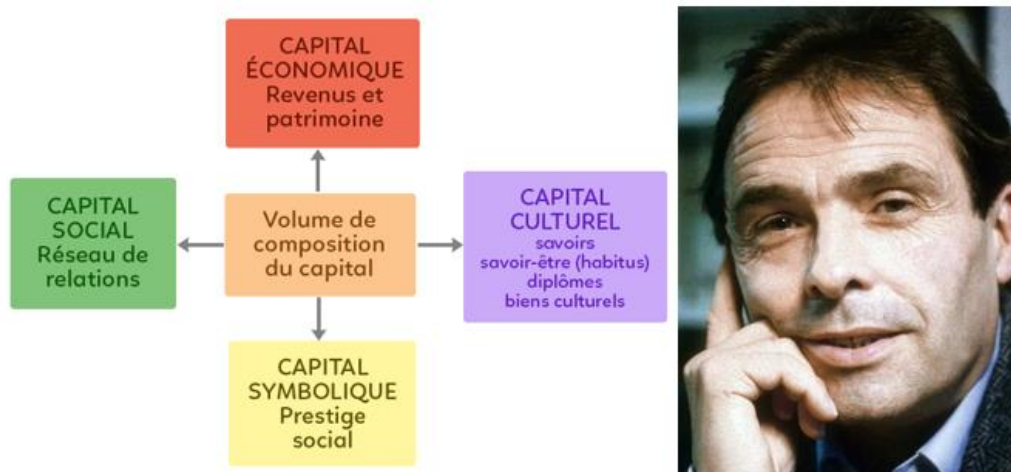 CAPITAL
ÉCONOMIQUE
Revenus et
patrimoine
CAPITAL
SOCIAL
Réseau de
relations
Volume de
composition
du capital
CAPITAL
CULTUREL
savoirs
savoir-être (habitus)
diplômes
biens culturels
CAPITAL
SYMBOLIQUE
Prestige
social